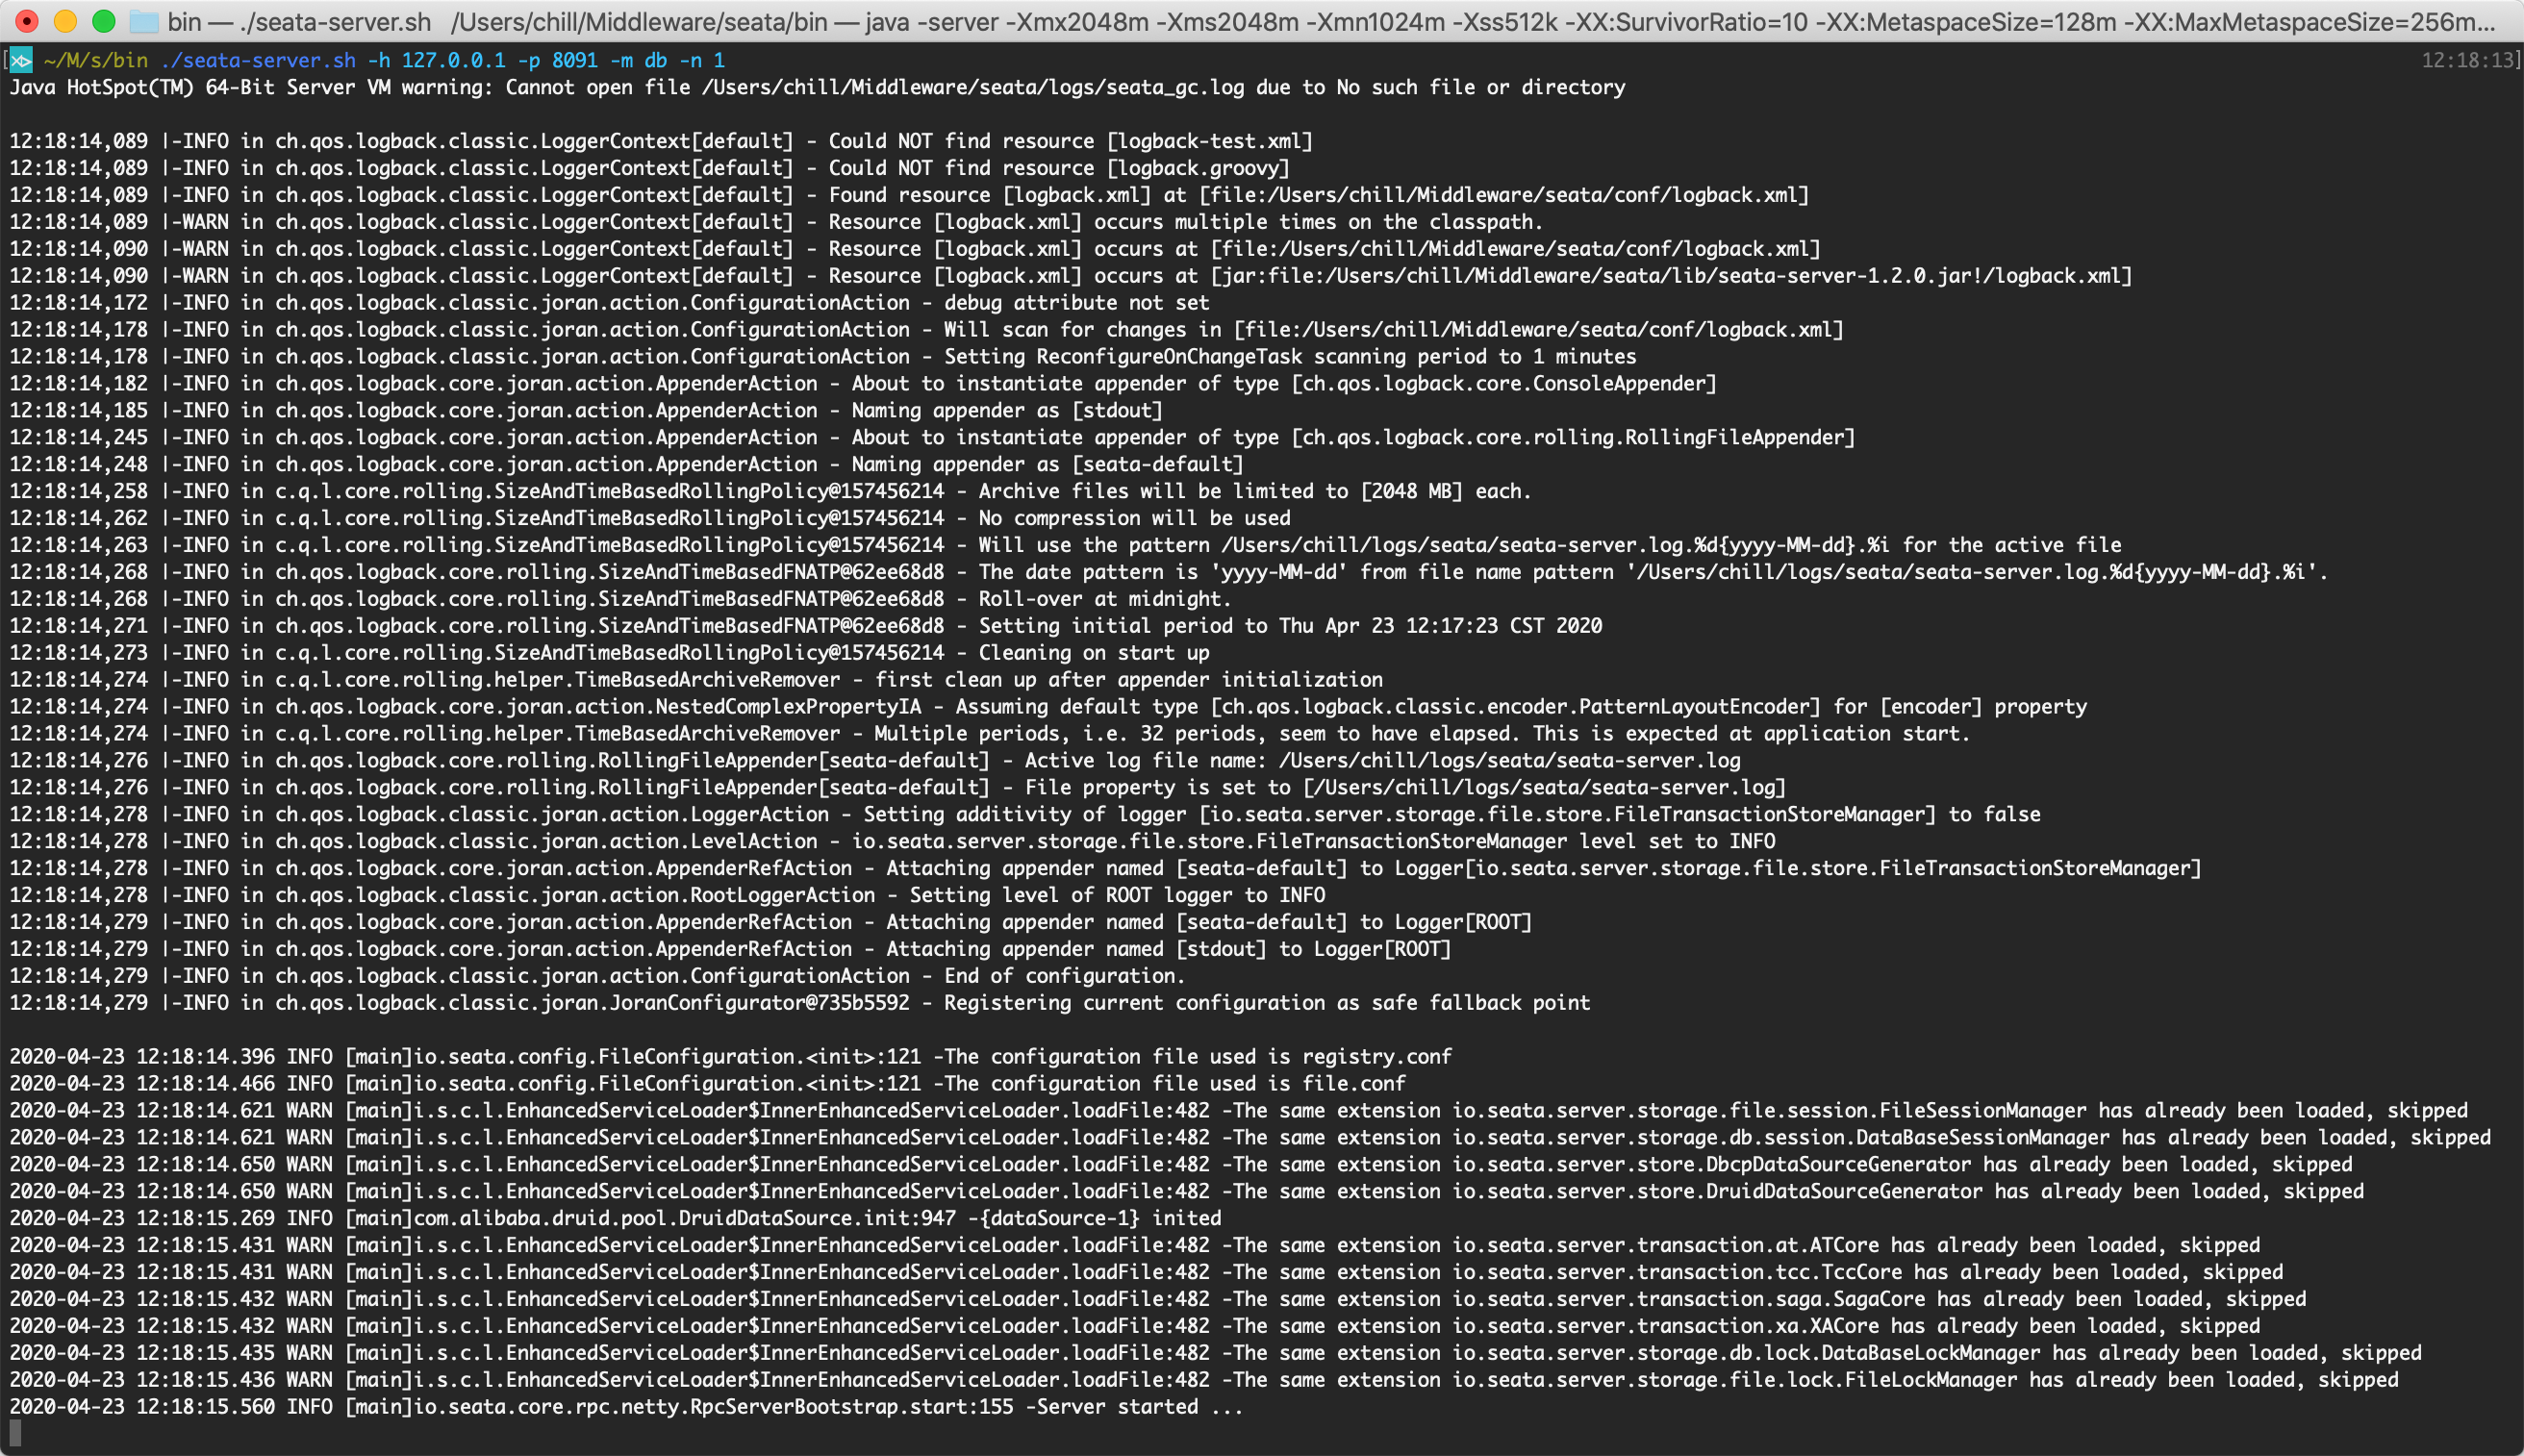 bin — ./seata-server.sh /Users/chill/Middleware/seata/bin — java -server -Xmx2048m -Xms2048m -Xmn1024m -Xss512k -XX:SurvivorRatio=10 -XX:MetaspaceSize=128m -XX:MaxMetaspaceSize=256m...
~/M/s/bin ./seata-server.sh -h 127.0.0.1 -p 8091 -m db -n 1 12:18:13
Java HotSpot(TM) 64-Bit Server VM warning: Cannot open file /Users/chill/Middleware/seata/logs/seata_gc.log due to No such file or directory
12:18:14,089 |-INFO in ch.qos.logback.classic.LoggerContext[default] - Could NOT find resource [logback-test.xml]
12:18:14,089 |-INFO in ch.qos.logback.classic.LoggerContext[default] - Could NOT find resource [logback.groovy]
12:18:14,089 |-INFO in ch.qos.logback.classic.LoggerContext[default] - Found resource [logback.xml] at [file:/Users/chill/Middleware/seata/conf/logback.xml]
12:18:14,089 |-WARN in ch.qos.logback.classic.LoggerContext[default] - Resource [logback.xml] occurs multiple times on the classpath.
12:18:14,090 |-WARN in ch.qos.logback.classic.LoggerContext[default] - Resource [logback.xml] occurs at [file:/Users/chill/Middleware/seata/conf/logback.xml]
12:18:14,090 |-WARN in ch.qos.logback.classic.LoggerContext[default] - Resource [logback.xml] occurs at [jar:file:/Users/chill/Middleware/seata/lib/seata-server-1.2.0.jar!/logback.xml]
12:18:14,172 |-INFO in ch.qos.logback.classic.joran.action.ConfigurationAction - debug attribute not set
12:18:14,178 |-INFO in ch.qos.logback.classic.joran.action.ConfigurationAction - Will scan for changes in [file:/Users/chill/Middleware/seata/conf/logback.xml]
12:18:14,178 |-INFO in ch.qos.logback.classic.joran.action.ConfigurationAction - Setting ReconfigureOnChangeTask scanning period to 1 minutes
12:18:14,182 |-INFO in ch.qos.logback.core.joran.action.AppenderAction - About to instantiate appender of type [ch.qos.logback.core.ConsoleAppender]
12:18:14,185 |-INFO in ch.qos.logback.core.joran.action.AppenderAction - Naming appender as [stdout]
12:18:14,245 |-INFO in ch.qos.logback.core.joran.action.AppenderAction - About to instantiate appender of type [ch.qos.logback.core.rolling.RollingFileAppender]
12:18:14,248 |-INFO in ch.qos.logback.core.joran.action.AppenderAction - Naming appender as [seata-default]
12:18:14,258 |-INFO in c.q.l.core.rolling.SizeAndTimeBasedRollingPolicy@157456214 - Archive files will be limited to [2048 MB] each.
12:18:14,262 |-INFO in c.q.l.core.rolling.SizeAndTimeBasedRollingPolicy@157456214 - No compression will be used
12:18:14,263 |-INFO in c.q.l.core.rolling.SizeAndTimeBasedRollingPolicy@157456214 - Will use the pattern /Users/chill/logs/seata/seata-server.log.%d{yyyy-MM-dd}.%i for the active file
12:18:14,268 |-INFO in ch.qos.logback.core.rolling.SizeAndTimeBasedFNATP@62ee68d8 - The date pattern is 'yyyy-MM-dd' from file name pattern '/Users/chill/logs/seata/seata-server.log.%d{yyyy-MM-dd}.%i'.
12:18:14,268 |-INFO in ch.qos.logback.core.rolling.SizeAndTimeBasedFNATP@62ee68d8 - Roll-over at midnight.
12:18:14,271 |-INFO in ch.qos.logback.core.rolling.SizeAndTimeBasedFNATP@62ee68d8 - Setting initial period to Thu Apr 23 12:17:23 CST 2020
12:18:14,273 |-INFO in c.q.l.core.rolling.SizeAndTimeBasedRollingPolicy@157456214 - Cleaning on start up
12:18:14,274 |-INFO in c.q.l.core.rolling.helper.TimeBasedArchiveRemover - first clean up after appender initialization
12:18:14,274 |-INFO in ch.qos.logback.core.joran.action.NestedComplexPropertyIA - Assuming default type [ch.qos.logback.classic.encoder.PatternLayoutEncoder] for [encoder] property
12:18:14,274 |-INFO in c.q.l.core.rolling.helper.TimeBasedArchiveRemover - Multiple periods, i.e. 32 periods, seem to have elapsed. This is expected at application start.
12:18:14,276 |-INFO in ch.qos.logback.core.rolling.RollingFileAppender[seata-default] - Active log file name: /Users/chill/logs/seata/seata-server.log
12:18:14,276 |-INFO in ch.qos.logback.core.rolling.RollingFileAppender[seata-default] - File property is set to [/Users/chill/logs/seata/seata-server.log]
12:18:14,278 |-INFO in ch.qos.logback.classic.joran.action.LoggerAction - Setting additivity of logger [io.seata.server.storage.file.store.FileTransactionStoreManager] to false
12:18:14,278 |-INFO in ch.qos.logback.classic.joran.action.LevelAction - io.seata.server.storage.file.store.FileTransactionStoreManager level set to INFO
12:18:14,278 |-INFO in ch.qos.logback.core.joran.action.AppenderRefAction - Attaching appender named [seata-default] to Logger[io.seata.server.storage.file.store.FileTransactionStoreManager]
12:18:14,278 |-INFO in ch.qos.logback.classic.joran.action.RootLoggerAction - Setting level of ROOT logger to INFO
12:18:14,279 |-INFO in ch.qos.logback.core.joran.action.AppenderRefAction - Attaching appender named [seata-default] to Logger[ROOT]
12:18:14,279 |-INFO in ch.qos.logback.core.joran.action.AppenderRefAction - Attaching appender named [stdout] to Logger[ROOT]
12:18:14,279 |-INFO in ch.qos.logback.classic.joran.action.ConfigurationAction - End of configuration.
12:18:14,279 |-INFO in ch.qos.logback.classic.joran.JoranConfigurator@735b5592 - Registering current configuration as safe fallback point
2020-04-23 12:18:14.396 INFO [main]io.seata.config.FileConfiguration.<init>:121 -The configuration file used is registry.conf
2020-04-23 12:18:14.466 INFO [main]io.seata.config.FileConfiguration.<init>:121 -The configuration file used is file.conf
2020-04-23 12:18:14.621 WARN [main]i.s.c.l.EnhancedServiceLoader$InnerEnhancedServiceLoader.loadFile:482 -The same extension io.seata.server.storage.file.session.FileSessionManager has already been loaded, skipped
2020-04-23 12:18:14.621 WARN [main]i.s.c.l.EnhancedServiceLoader$InnerEnhancedServiceLoader.loadFile:482 -The same extension io.seata.server.storage.db.session.DataBaseSessionManager has already been loaded, skipped
2020-04-23 12:18:14.650 WARN [main]i.s.c.l.EnhancedServiceLoader$InnerEnhancedServiceLoader.loadFile:482 -The same extension io.seata.server.store.DbcpDataSourceGenerator has already been loaded, skipped
2020-04-23 12:18:14.650 WARN [main]i.s.c.l.EnhancedServiceLoader$InnerEnhancedServiceLoader.loadFile:482 -The same extension io.seata.server.store.DruidDataSourceGenerator has already been loaded, skipped
2020-04-23 12:18:15.269 INFO [main]com.alibaba.druid.pool.DruidDataSource.init:947 -{dataSource-1} inited
2020-04-23 12:18:15.431 WARN [main]i.s.c.l.EnhancedServiceLoader$InnerEnhancedServiceLoader.loadFile:482 -The same extension io.seata.server.transaction.at.ATCore has already been loaded, skipped
2020-04-23 12:18:15.431 WARN [main]i.s.c.l.EnhancedServiceLoader$InnerEnhancedServiceLoader.loadFile:482 -The same extension io.seata.server.transaction.tcc.TccCore has already been loaded, skipped
2020-04-23 12:18:15.432 WARN [main]i.s.c.l.EnhancedServiceLoader$InnerEnhancedServiceLoader.loadFile:482 -The same extension io.seata.server.transaction.saga.SagaCore has already been loaded, skipped
2020-04-23 12:18:15.432 WARN [main]i.s.c.l.EnhancedServiceLoader$InnerEnhancedServiceLoader.loadFile:482 -The same extension io.seata.server.transaction.xa.XACore has already been loaded, skipped
2020-04-23 12:18:15.435 WARN [main]i.s.c.l.EnhancedServiceLoader$InnerEnhancedServiceLoader.loadFile:482 -The same extension io.seata.server.storage.db.lock.DataBaseLockManager has already been loaded, skipped
2020-04-23 12:18:15.436 WARN [main]i.s.c.l.EnhancedServiceLoader$InnerEnhancedServiceLoader.loadFile:482 -The same extension io.seata.server.storage.file.lock.FileLockManager has already been loaded, skipped
2020-04-23 12:18:15.560 INFO [main]io.seata.core.rpc.netty.RpcServerBootstrap.start:155 -Server started ...